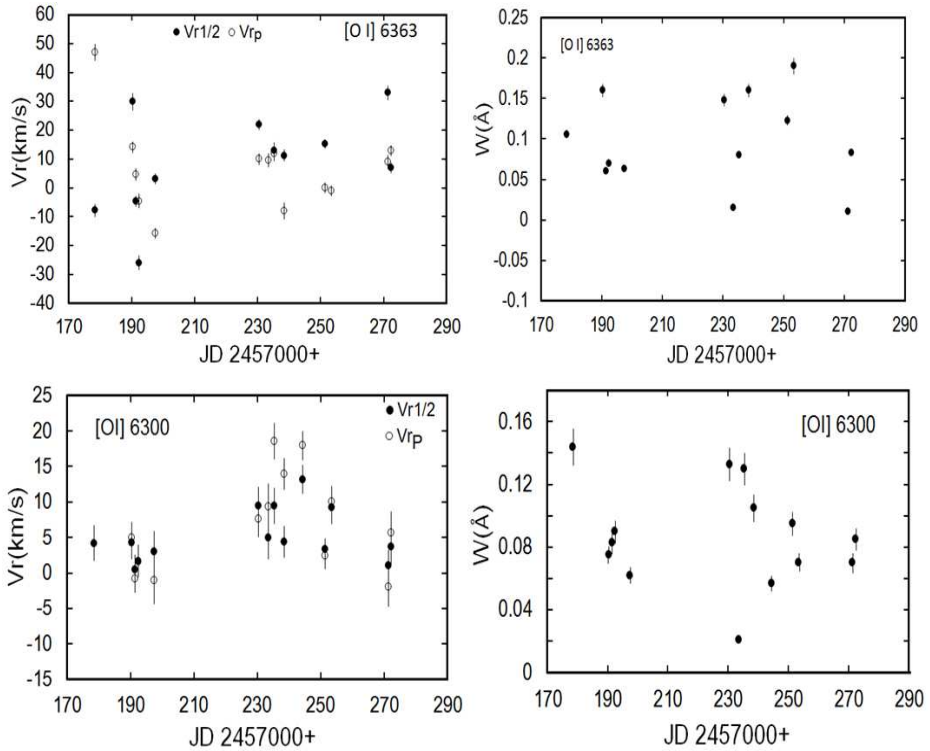 60
50
40
30
20
10
0
-10
-20
-30
-40
Vr(km/s)
Vr1/2 Vrp
[O I] 6363
170 190 210 230 250 270 290
JD 2457000+
0.25
0.2
0.15
0.1
0.05
0
-0.05
-0.1
W(Å)
[O I] 6363
170 190 210 230 250 270 290
JD 2457000+
25
20
15
10
5
0
-5
-10
-15
Vr(km/s)
[OI] 6300
Vr1/2
Vrp
170 190 210 230 250 270 290
JD 2457000+
0.16
0.12
0.08
0.04
0
W(Å)
[OI] 6300
170 190 210 230 250 270 290
JD 2457000+